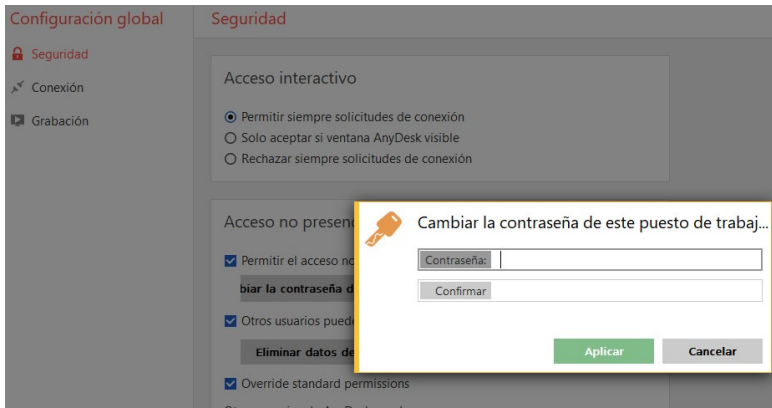 Configuración global
Seguridad
Conexión
Grabación
Seguridad
Acceso interactivo
Permitir siempre solicitudes de conexión
Solo aceptar si ventana AnyDesk visible
Rechazar siempre solicitudes de conexión
Acceso no presen
Permitir el acceso no
biar la contraseña d
Otros usuarios puede
Eliminar datos de
Override standard permissions
Cambiar la contraseña de este puesto de trabaj...
Contraseña:
Confirmar
Aplicar Cancelar